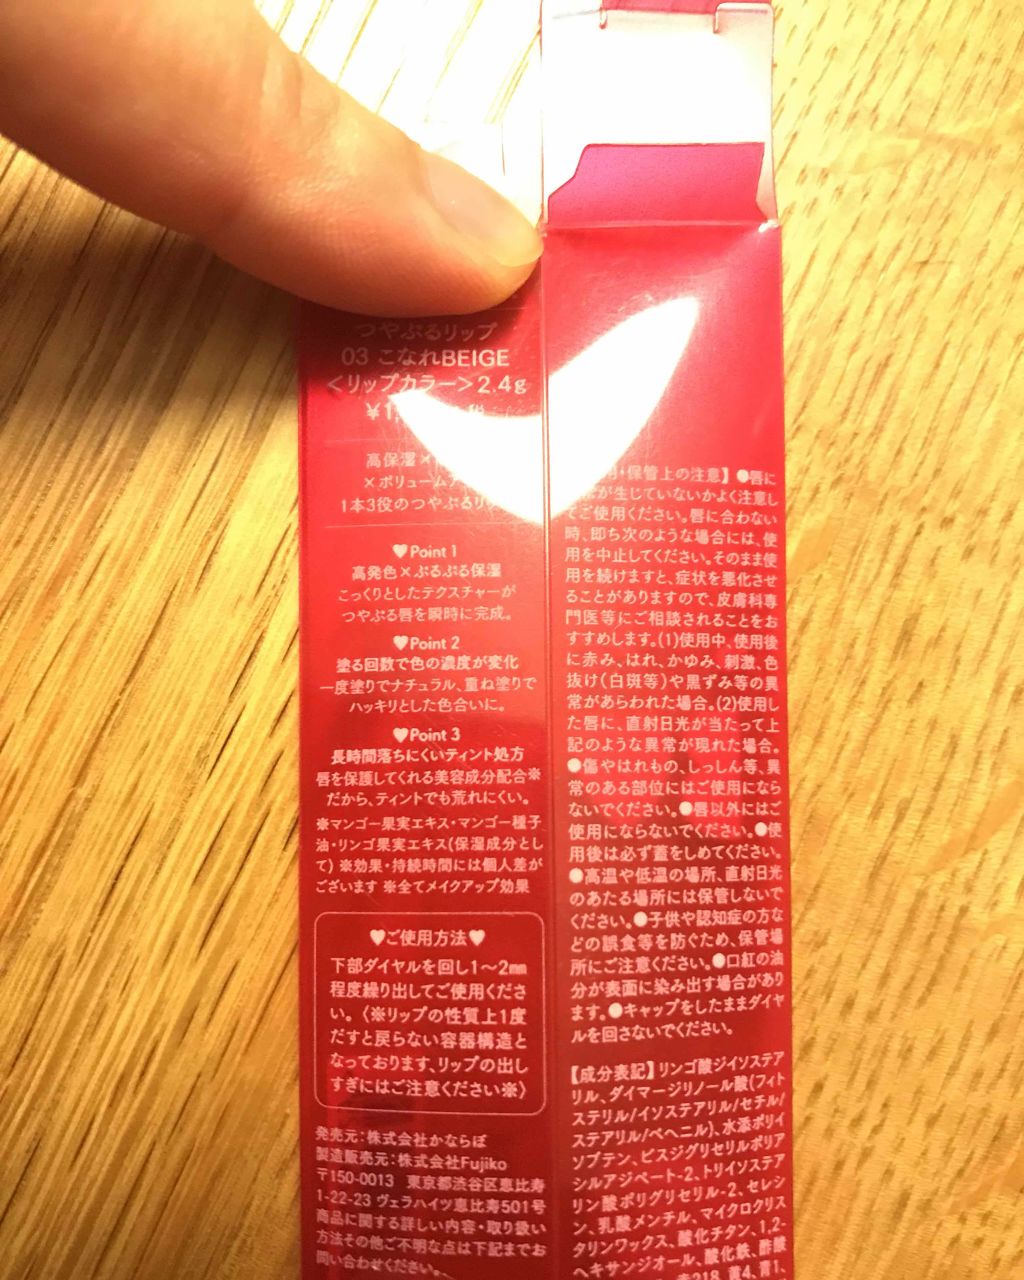 つやぷるリップ
03 こなれBEIGE
<リップカラー>2.4g
¥1
高保湿×
×ボリューム
1本3役のつやぷるリ
♥Point 1
高発色×ぷるぷる保湿
こっくりとしたテクスチャーが
つやぷる唇を瞬時に完成。
♥Point 2
塗る回数で色の濃度が変化
一度塗りでナチュラル、重ね塗りで
ハッキリとした色合いに。
♥Point 3
長時間落ちにくいティント処方
唇を保護してくれる美容成分配合※
だから、ティントでも荒れにくい。
※マンゴー果実エキス・マンゴー種子
油・リンゴ果実エキス(保湿成分とし
て) ※効果・持続時間には個人差が
ございます ※全てメイクアップ効果
♥ご使用方法♥
下部ダイヤルを回し1〜2mm
程度繰り出してご使用くださ
い。〈※リップの性質上1度
だすと戻らない容器構造と
なっております、リップの出し
すぎにはご注意ください※〉
発売元:株式会社かならぼ
製造販売元:株式会社Fujiko
〒150-0013 東京都渋谷区恵比寿
1-22-23 ヴェラハイツ恵比寿501号
商品に関する詳しい内容・取り扱い
方法その他ご不明な点は下記までお
問い合わせください。
・保管上の注意】●唇に
が生じていないかよく注意し
てご使用ください。唇に合わない
時、即ち次のような場合には、使
用を中止してください。そのまま使
用を続けますと、症状を悪化させ
ることがありますので、皮膚科専
門医等にご相談されることをお
すすめします。(1)使用中、使用後
に赤み、はれ、かゆみ、刺激、色
抜け(白斑等)や黒ずみ等の異
常があらわれた場合。(2)使用し
た唇に、直射日光が当たって上
記のような異常が現れた場合。
●傷やはれもの、しっしん等、異
常のある部位にはご使用になら
ないでください。●唇以外にはご
使用にならないでください。●使
用後は必ず蓋をしめてください。
●高温や低温の場所、直射日光
のあたる場所には保管しないで
ください。●子供や認知症の方な
どの誤食等を防ぐため、保管場
所にご注意ください。●口紅の油
分が表面に染み出す場合があり
ます。●キャップをしたままダイヤ
ルを回さないでください。
【成分表記】リンゴ酸ジイソステア
リル、ダイマージリノール酸(フィト
ステリル/イソステアリル/セチル/
ステアリル/ベヘニル)、水添ポリイ
ソブテン、ビスジグリセリルポリア
シルアジペート-2、トリイソステア
リン酸ポリグリセリル-2、セレシ
ン、乳酸メンチル、マイクロクリス
タリンワックス、酸化チタン、1,2-
ヘキサンジオール、酸化鉄、酢酸
赤218、黄4、青1、